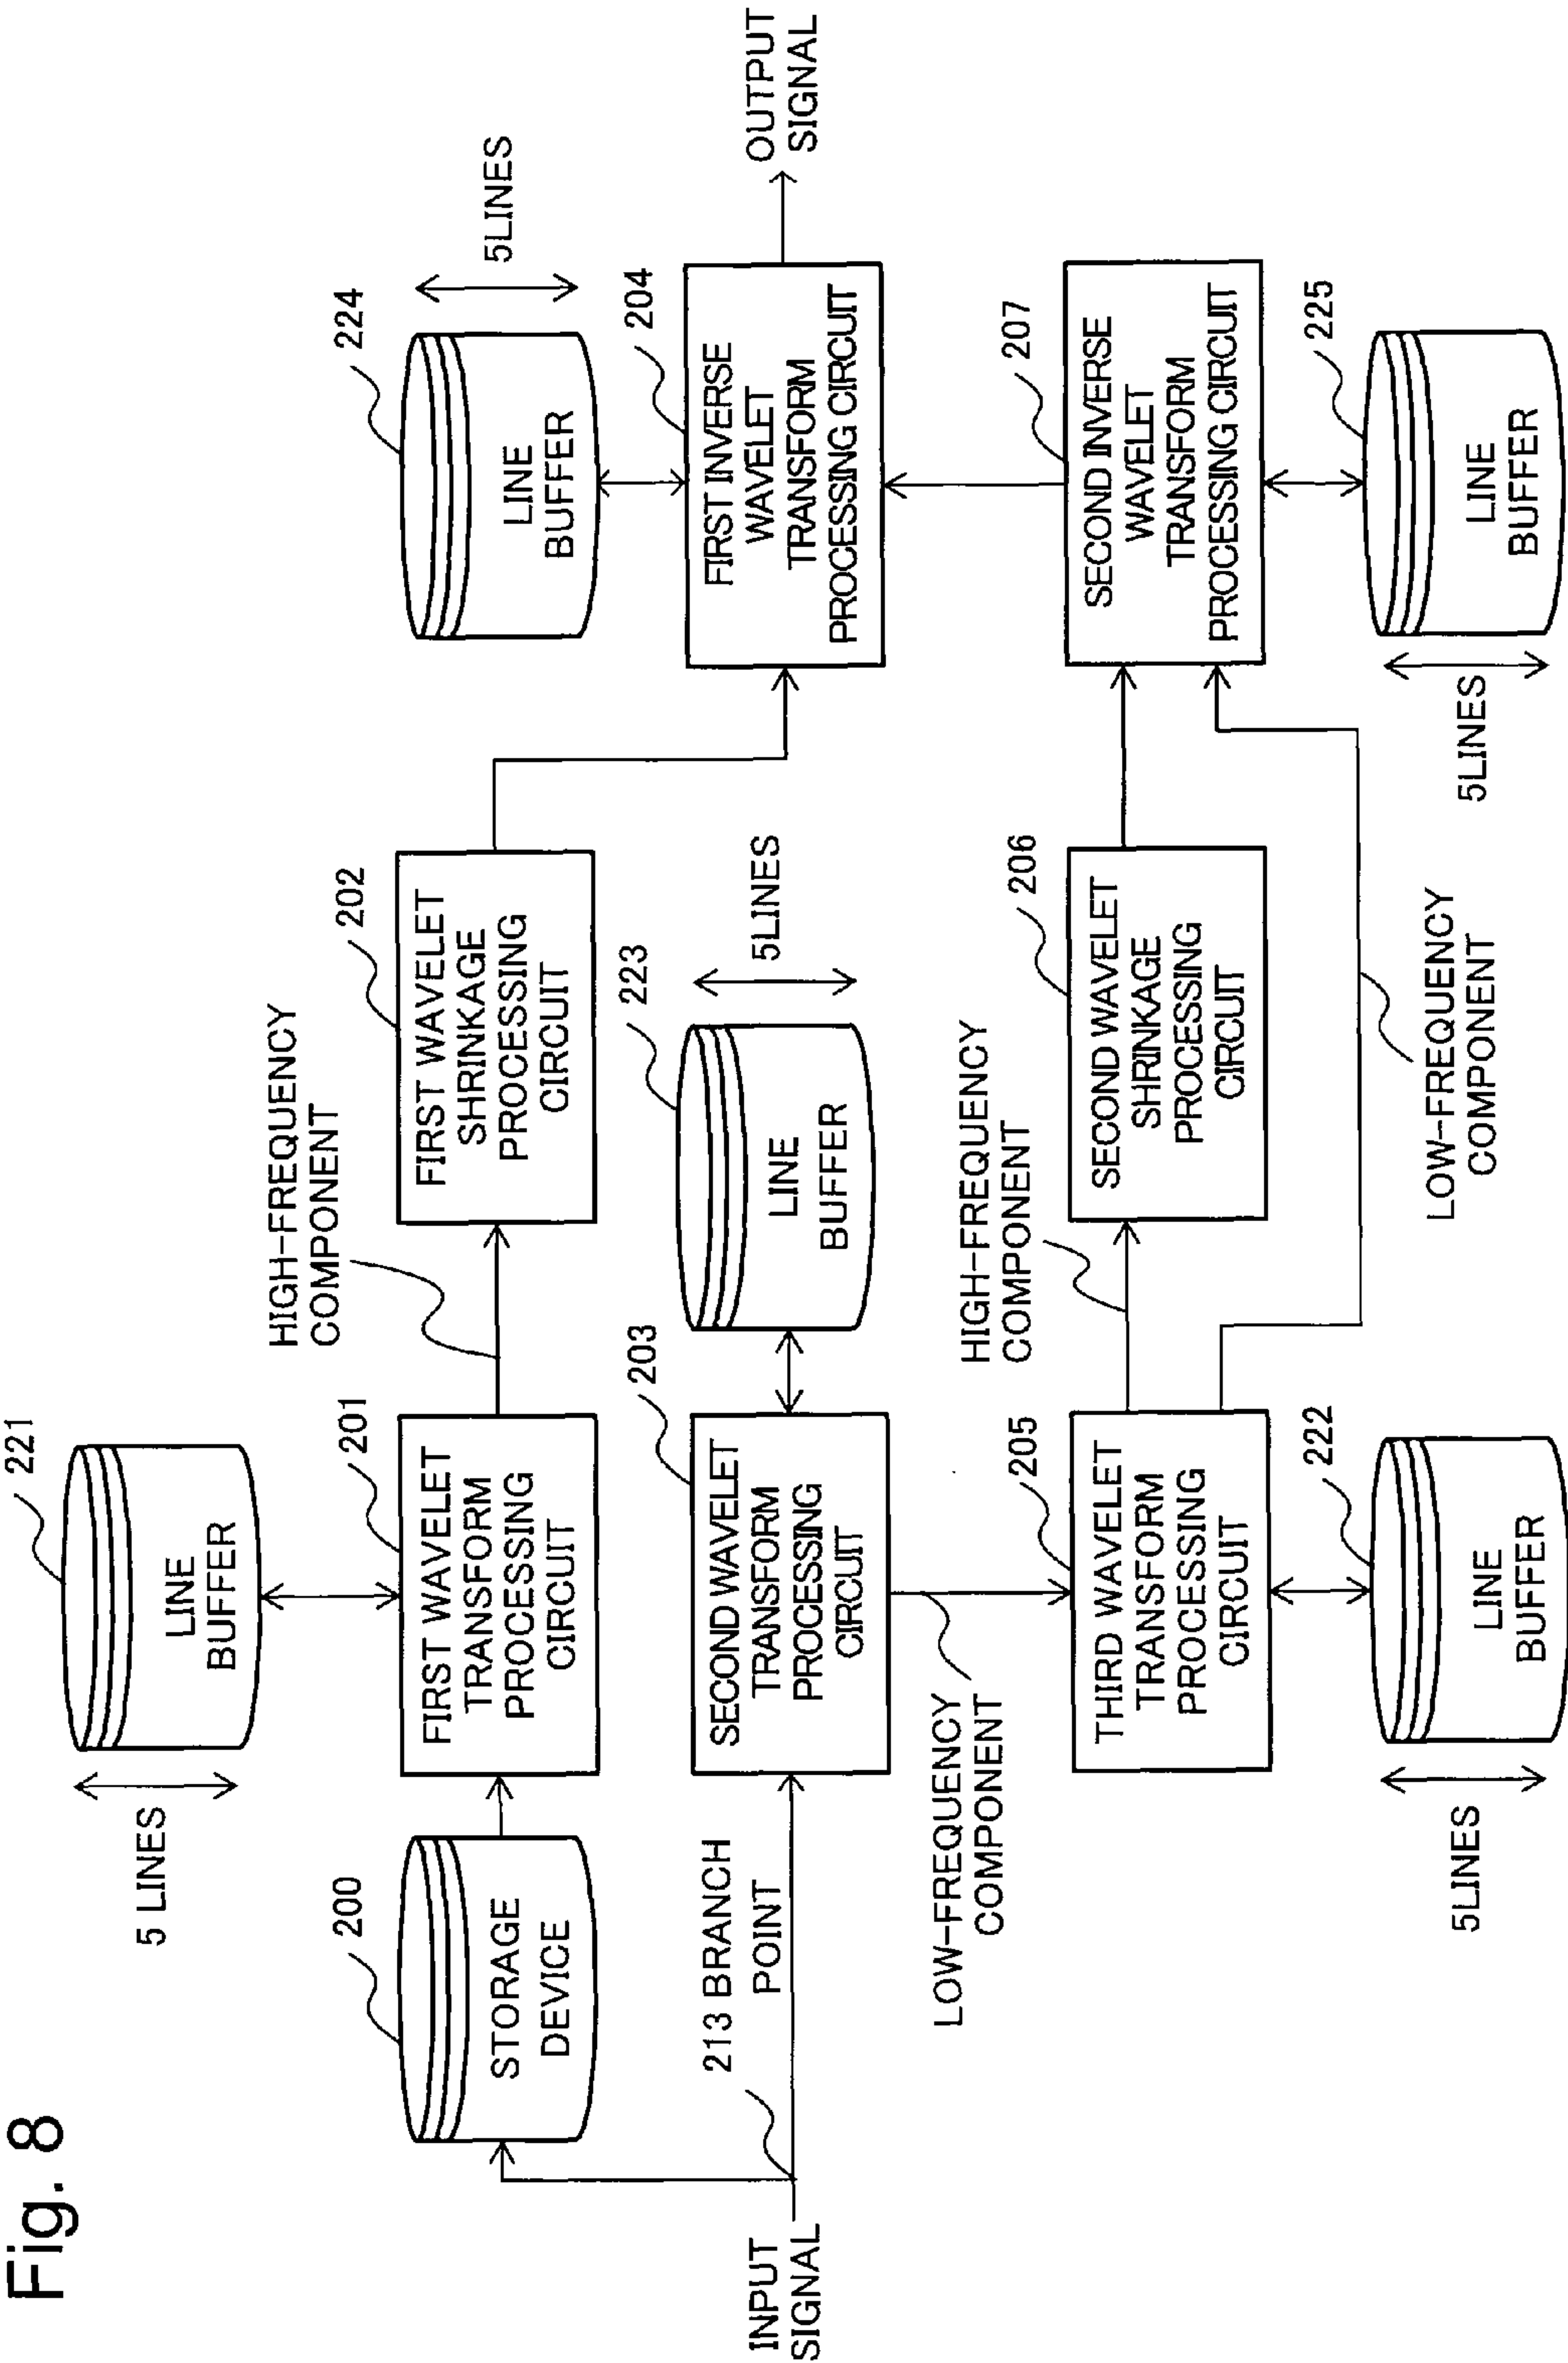 Fig. 8
221
5 LINES
LINE
BUFFER
224
5LINES
LINE
BUFFER
200
STORAGE
DEVICE
201
FIRST WAVELET
TRANSFORM
PROCESSING
CIRCUIT
HIGH-FREQUENCY
COMPONENT
202
FIRST WAVELET
SHRINKAGE
PROCESSING
CIRCUIT
204
FIRST INVERSE
WAVELET
TRANSFORM
PROCESSING CIRCUIT
OUTPUT
SIGNAL
INPUT
SIGNAL
213 BRANCH
POINT
203
SECOND WAVELET
TRANSFORM
PROCESSING
CIRCUIT
223
LINE
BUFFER
5LINES
LOW-FREQUENCY
COMPONENT
205
THIRD WAVELET
TRANSFORM
PROCESSING
CIRCUIT
HIGH-FREQUENCY
COMPONENT
206
SECOND WAVELET
SHRINKAGE
PROCESSING
CIRCUIT
207
SECOND INVERSE
WAVELET
TRANSFORM
PROCESSING CIRCUIT
222
5LINES
LINE
BUFFER
LOW-FREQUENCY
COMPONENT
225
5LINES
LINE
BUFFER